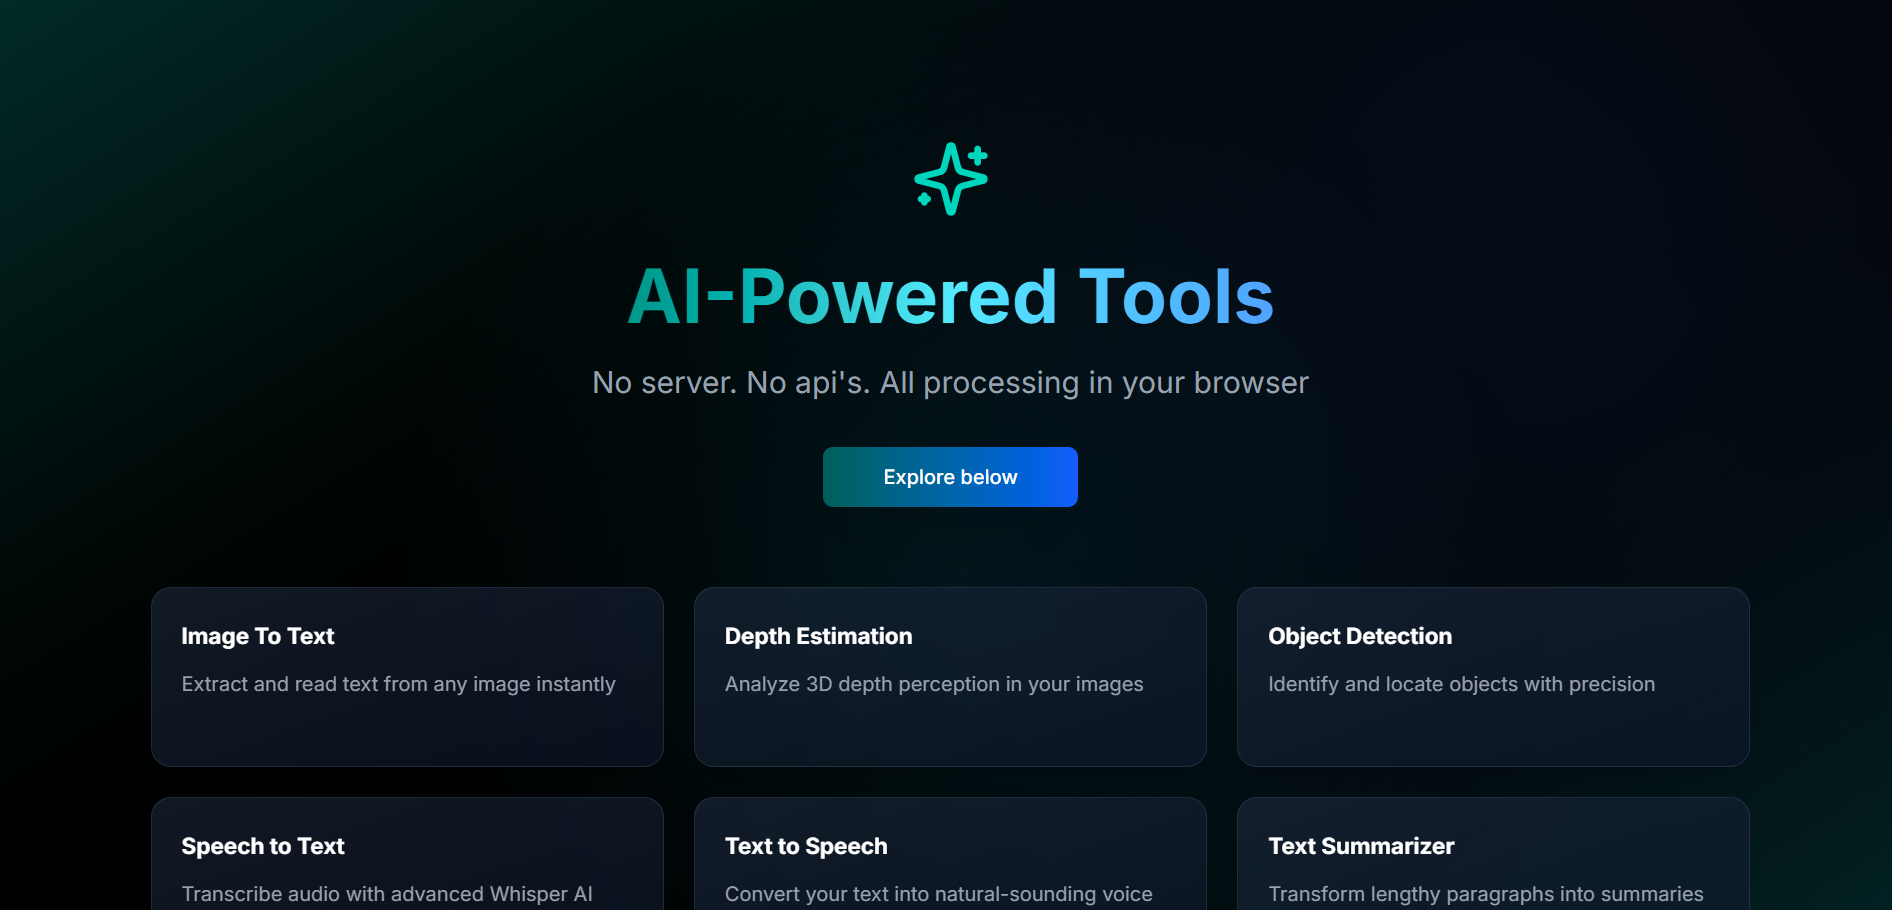 AI-Powered Tools
No server. No api's. All processing in your browser
Explore below
Image To Text
Extract and read text from any image instantly
Depth Estimation
Analyze 3D depth perception in your images
Object Detection
Identify and locate objects with precision
Speech to Text
Transcribe audio with advanced Whisper AI
Text to Speech
Convert your text into natural-sounding voice
Text Summarizer
Transform lengthy paragraphs into summaries